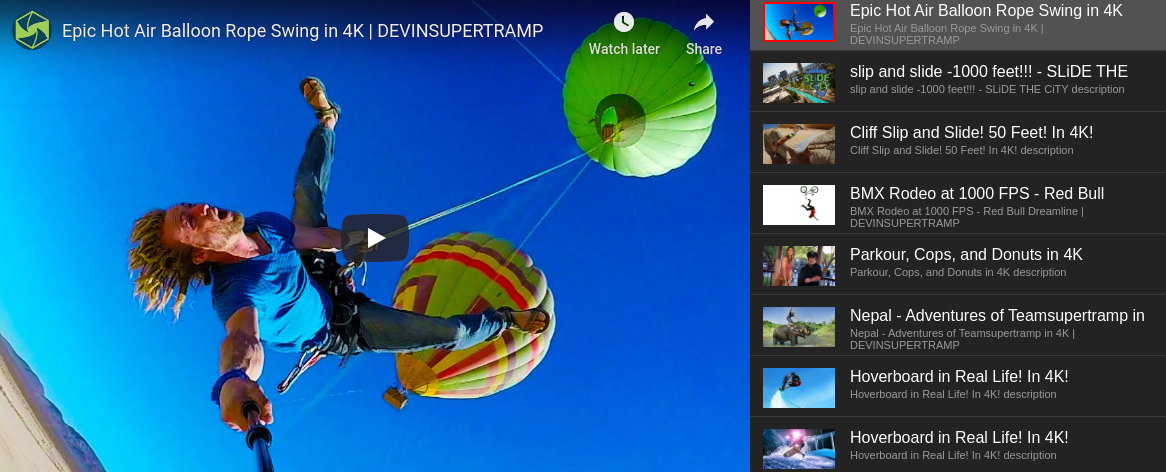 Epic Hot Air Balloon Rope Swing in 4K | DEVINSUPERTRAMP
Watch later
Share
Epic Hot Air Balloon Rope Swing in 4K
Epic Hot Air Balloon Rope Swing in 4K |
DEVINSUPERTRAMP
slip and slide -1000 feet!!! - SLiDE THE
slip and slide -1000 feet!!! - SLiDE THE CiTY description
SLiDE
CiTY
Cliff Slip and Slide! 50 Feet! In 4K!
Cliff Slip and Slide! 50 Feet! In 4K! description
BMX Rodeo at 1000 FPS - Red Bull
BMX Rodeo at 1000 FPS - Red Bull Dreamline |
DEVINSUPERTRAMP
Parkour, Cops, and Donuts in 4K
Parkour, Cops, and Donuts in 4K description
Nepal - Adventures of Teamsupertramp in
Nepal - Adventures of Teamsupertramp in 4K |
DEVINSUPERTRAMP
Hoverboard in Real Life! In 4K!
Hoverboard in Real Life! In 4K! description
Hoverboard in Real Life! In 4K!
Hoverboard in Real Life! In 4K! description